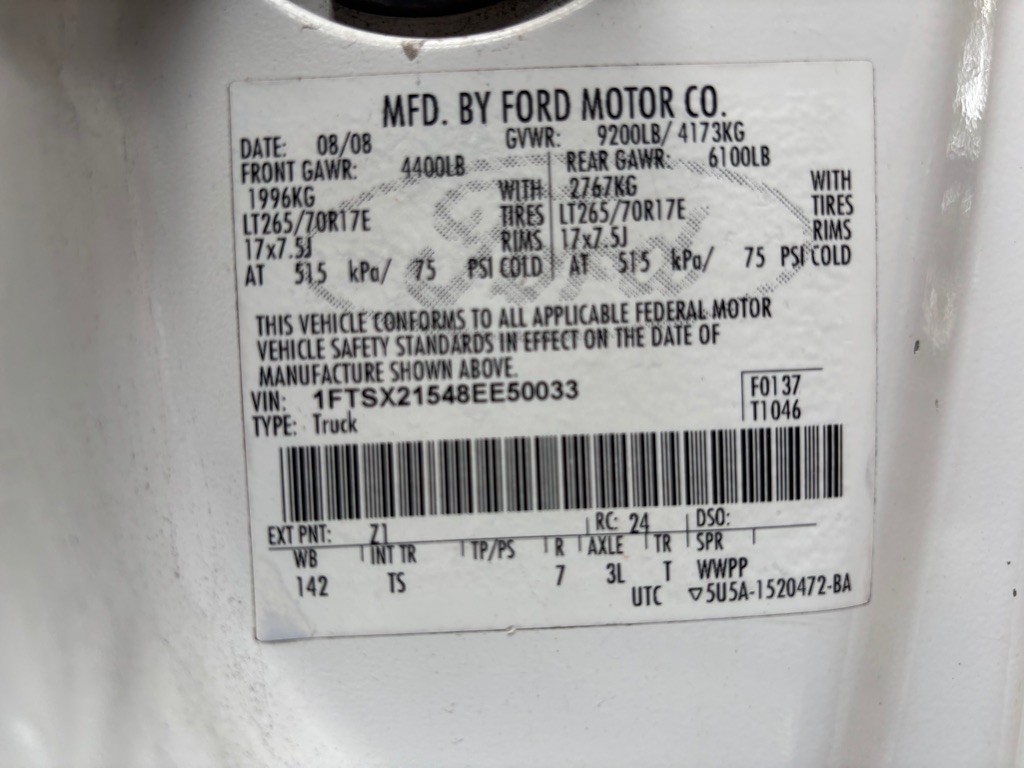 MFD. BY FORD MOTOR CO.
DATE: 08/08 GVWR: 9200LB/ 4173KG
FRONT GAWR: 4400LB REAR GAWR: 6100LB
1996KG WITH 2767KG WITH
LT265/70R17E TIRES LT265/70R17E TIRES
17x7.5J RIMS 17x7.5J RIMS
AT 515 kPa/ 75 PSI COLD AT 515 kPa/ 75 PSI COLD
THIS VEHICLE CONFORMS TO ALL APPLICABLE FEDERAL MOTOR
VEHICLE SAFETY STANDARDS IN EFFECT ON THE DATE OF
MANUFACTURE SHOWN ABOVE.
VIN: 1FTSX21548EE50033 F0137
TYPE: Truck T1046
EXT PNT: Z1 RC: 24 DSO:
WB INT TR TP/PS R AXLE TR SPR
142 TS 7 3L T WWPP
UTC ▽5U5A-1520472-BA